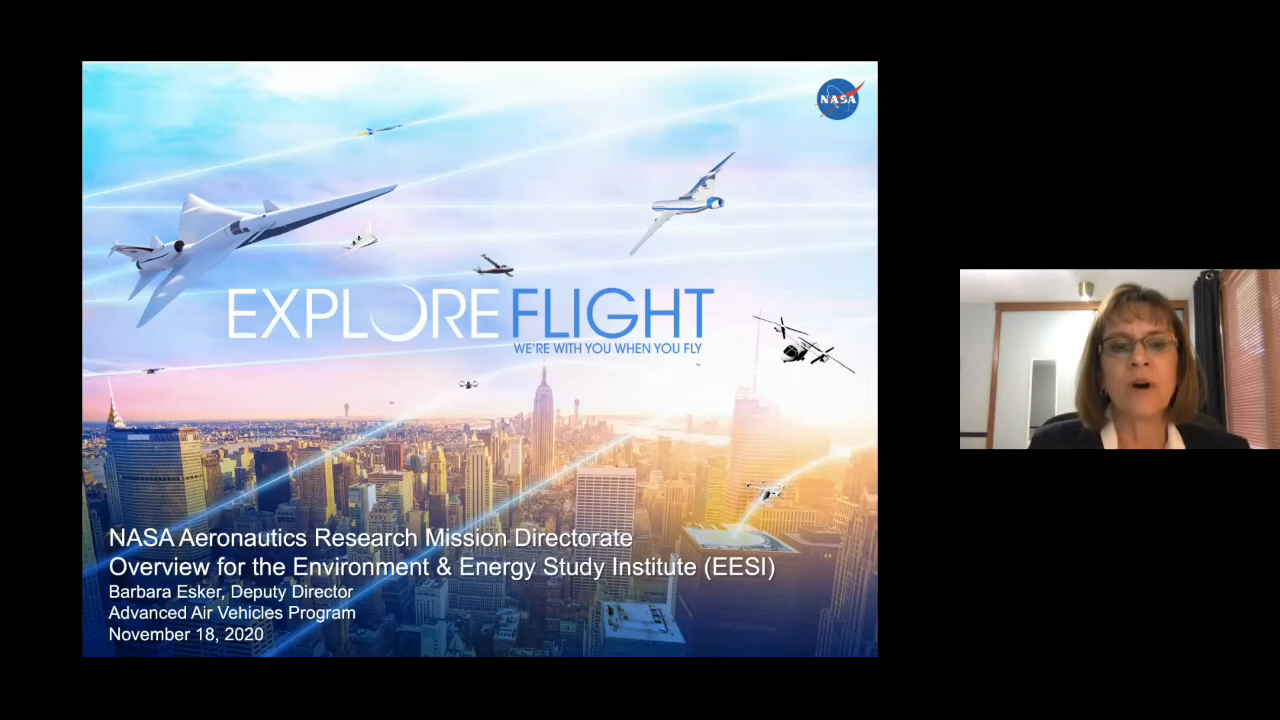 NASA
EXPLORE FLIGHT
WE'RE WITH YOU WHEN YOU FLY
NASA Aeronautics Research Mission Directorate
Overview for the Environment & Energy Study Institute (EESI)
Barbara Esker, Deputy Director
Advanced Air Vehicles Program
November 18, 2020